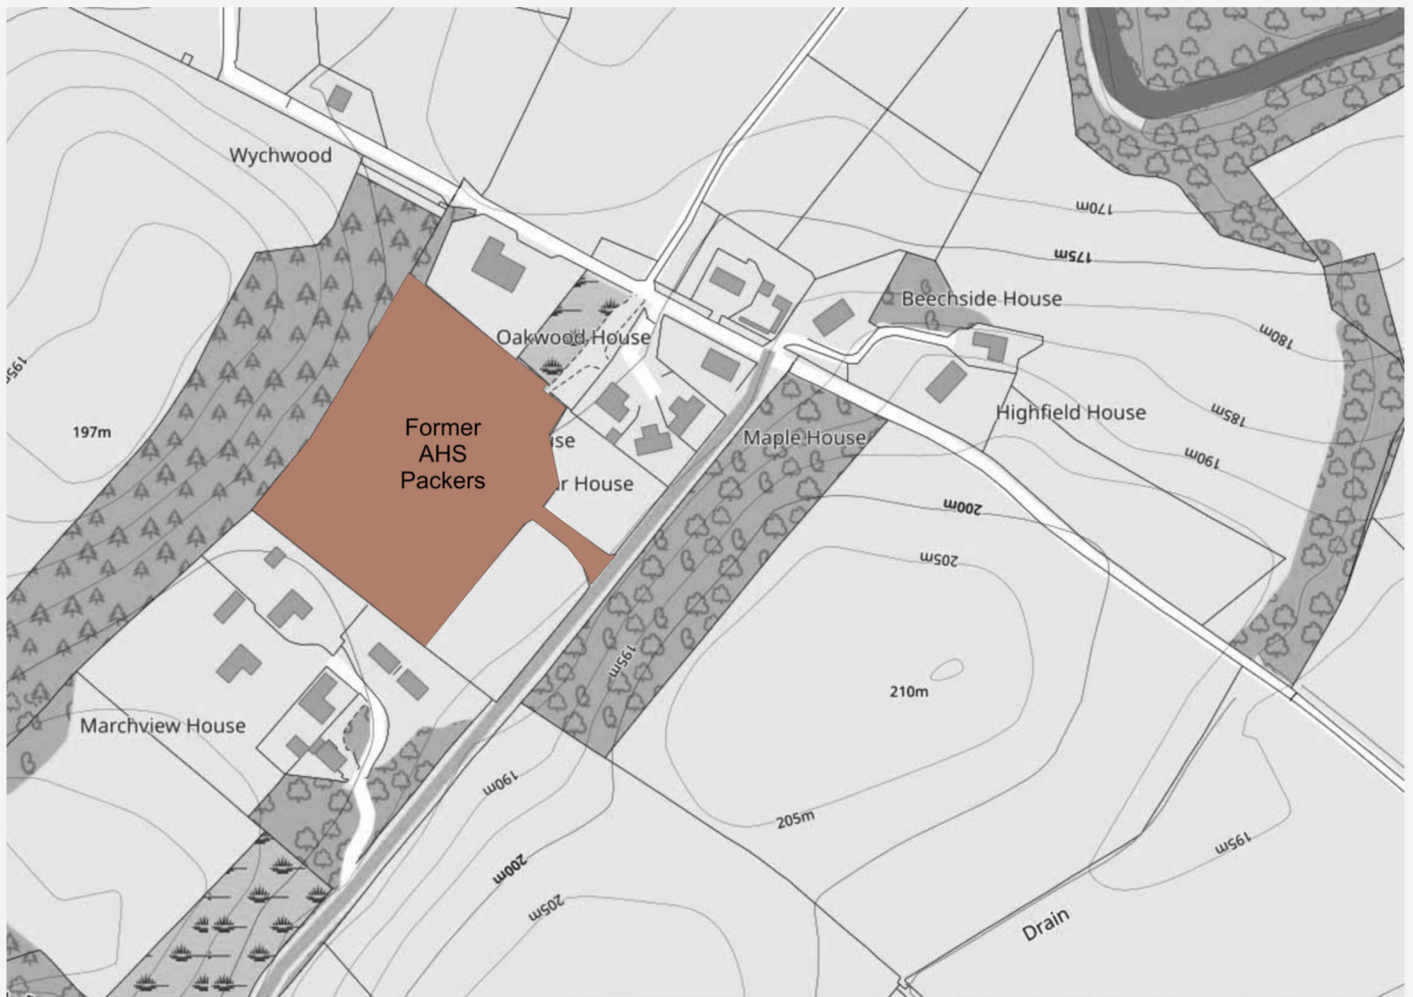 Wychwood
170m
175m
Beechside House
180m
Oakwood House
195m
185m
Highfield House
197m
Former
AHS
Packers
Maple House
190m
House
200m
205m
195m
210m
Marchview House
190m
205m
195m
200m
205m
Drain